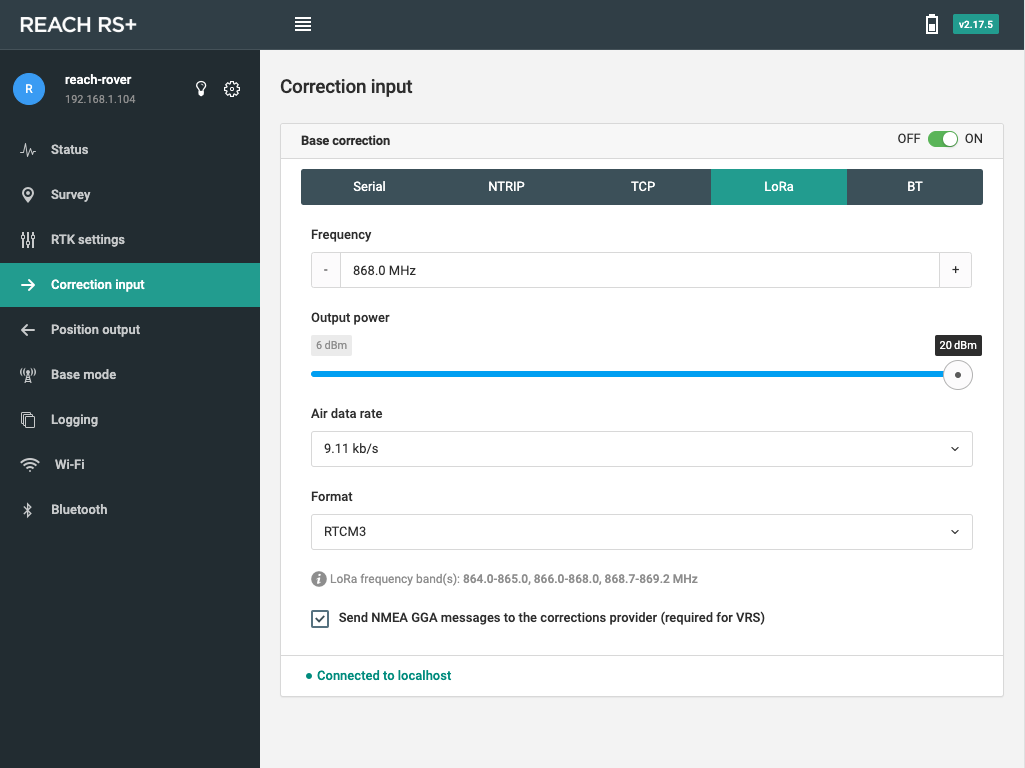 REACH RS+
v2.17.5
R
reach-rover
192.168.1.104
Status
Survey
RTK settings
Correction input
Position output
Base mode
Logging
Wi-Fi
Bluetooth
Correction input
Base correction
OFF ON
Serial NTRIP TCP LoRa BT
Frequency
- 868.0 MHz +
Output power
6 dBm 20 dBm
Air data rate
9.11 kb/s
Format
RTCM3
LoRa frequency band(s): 864.0-865.0, 866.0-868.0, 868.7-869.2 MHz
Send NMEA GGA messages to the corrections provider (required for VRS)
Connected to localhost